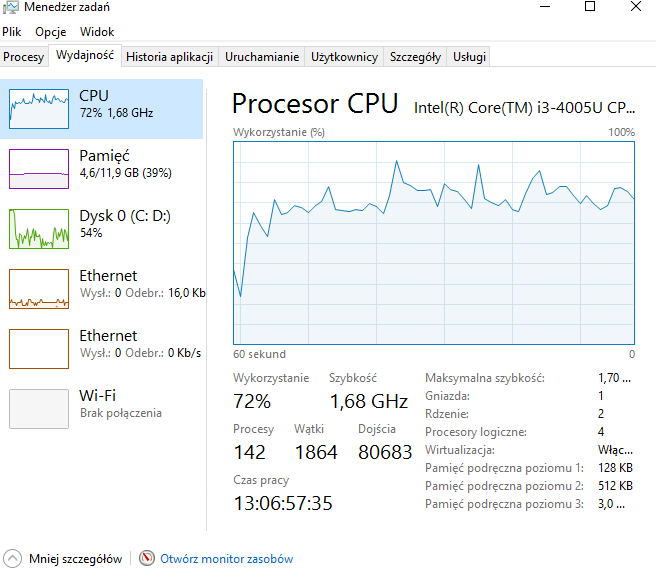 Menedżer zadań
Plik Opcje Widok
Procesy Wydajność Historia aplikacji Uruchamianie Użytkownicy Szczegóły Usługi
CPU
72% 1,68 GHz
Pamięć
4,6/11,9 GB (39%)
Dysk 0 (C: D:)
54%
Ethernet
Wysł.: 0 Odebr.: 16,0 Kb
Ethernet
Wysł.: 0 Odebr.: 0 Kb/s
Wi-Fi
Brak połączenia
Procesor CPU Intel(R) Core(TM) i3-4005U CP...
Wykorzystanie (%) 100%
60 sekund 0
Wykorzystanie Szybkość
72% 1,68 GHz
Procesy Wątki Dojścia
142 1864 80683
Czas pracy
13:06:57:35
Maksymalna szybkość: 1,70 ...
Gniazda: 1
Rdzenie: 2
Procesory logiczne: 4
Wirtualizacja: Włąc...
Pamięć podręczna poziomu 1: 128 KB
Pamięć podręczna poziomu 2: 512 KB
Pamięć podręczna poziomu 3: 3,0 ...
Mniej szczegółów Otwórz monitor zasobów